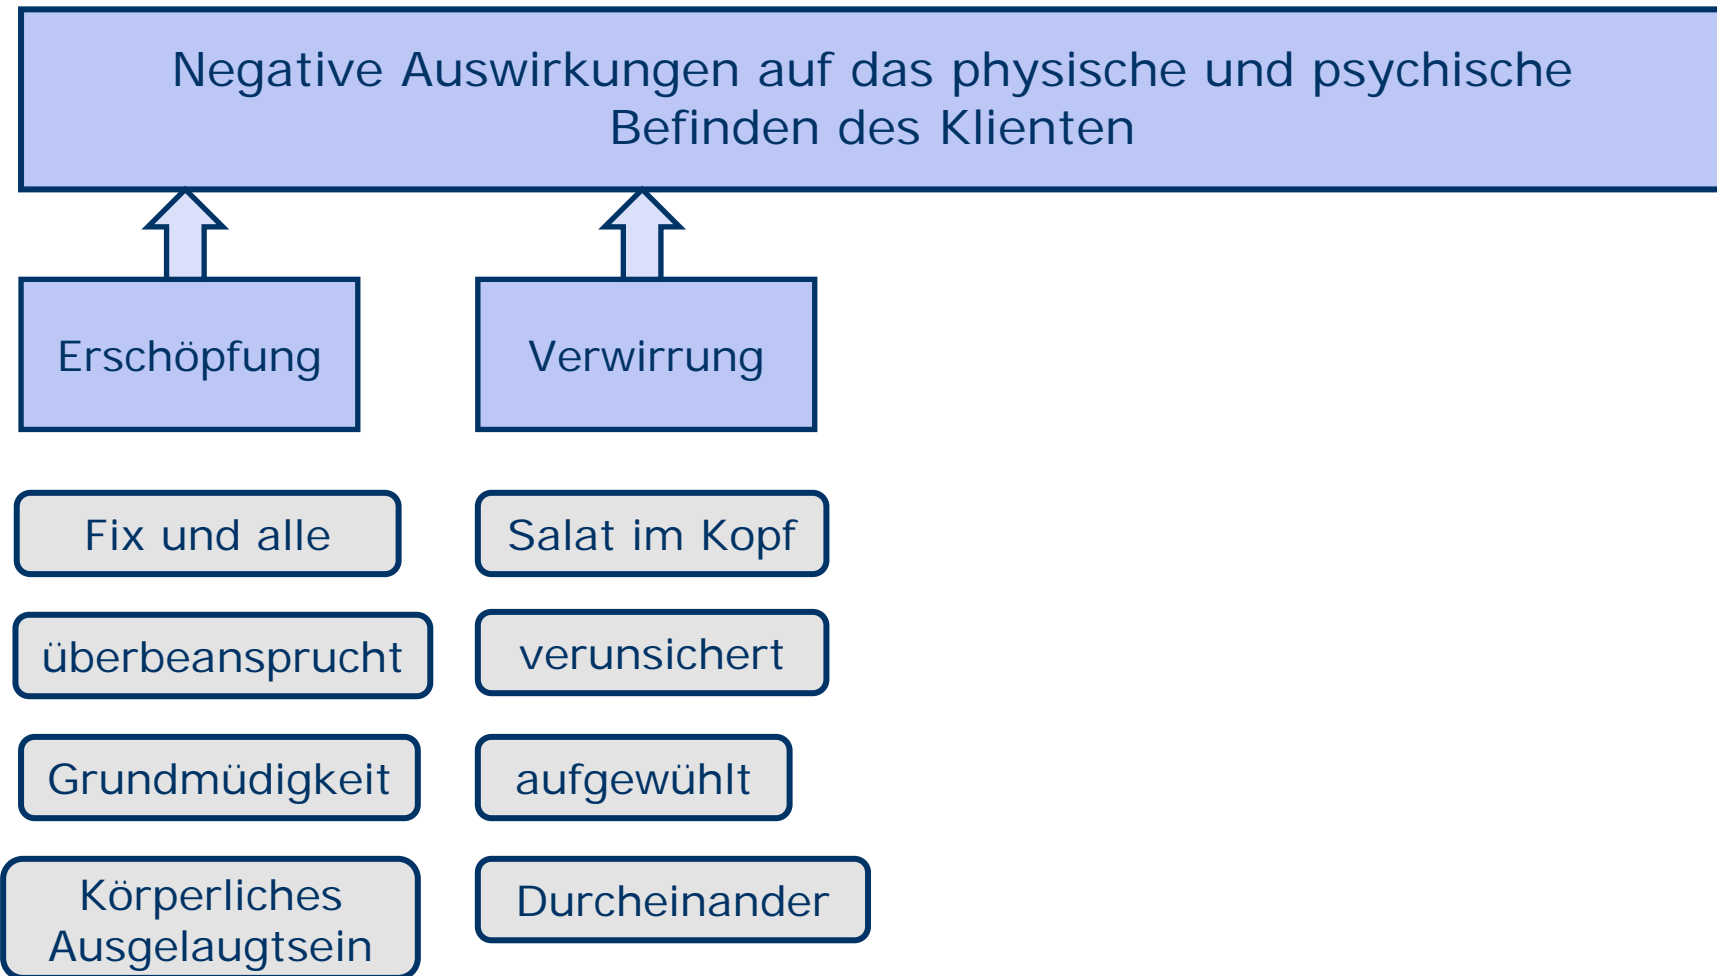 Negative Auswirkungen auf das physische und psychische
Befinden des Klienten
Erschöpfung
Verwirrung
Fix und alle
Salat im Kopf
überbeansprucht
verunsichert
Grundmüdigkeit
aufgewühlt
Körperliches
Ausgelaugtsein
Durcheinander